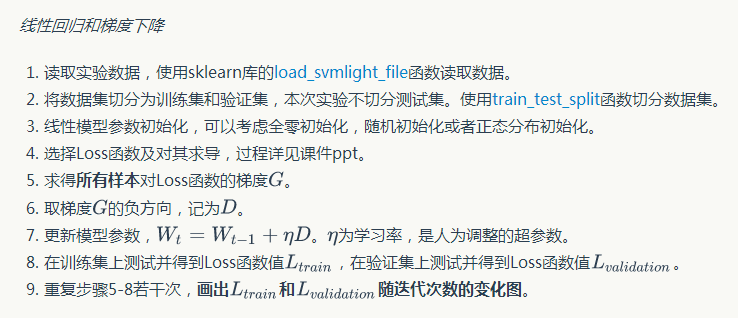 线性回归和梯度下降
1. 读取实验数据，使用sklearn库的load_svmlight_file函数读取数据。
2. 将数据集切分为训练集和验证集，本次实验不切分测试集。使用train_test_split函数切分数据集。
3. 线性模型参数初始化，可以考虑全零初始化，随机初始化或者正态分布初始化。
4. 选择Loss函数及对其求导，过程详见课件ppt。
5. 求得所有样本对Loss函数的梯度G。
6. 取梯度G的负方向，记为D。
7. 更新模型参数，W_t = W_{t-1} + ηD。η为学习率，是人为调整的超参数。
8. 在训练集上测试并得到Loss函数值L_{train}，在验证集上测试并得到Loss函数值L_{validation}。
9. 重复步骤5-8若干次，画出L_{train}和L_{validation}随迭代次数的变化图。